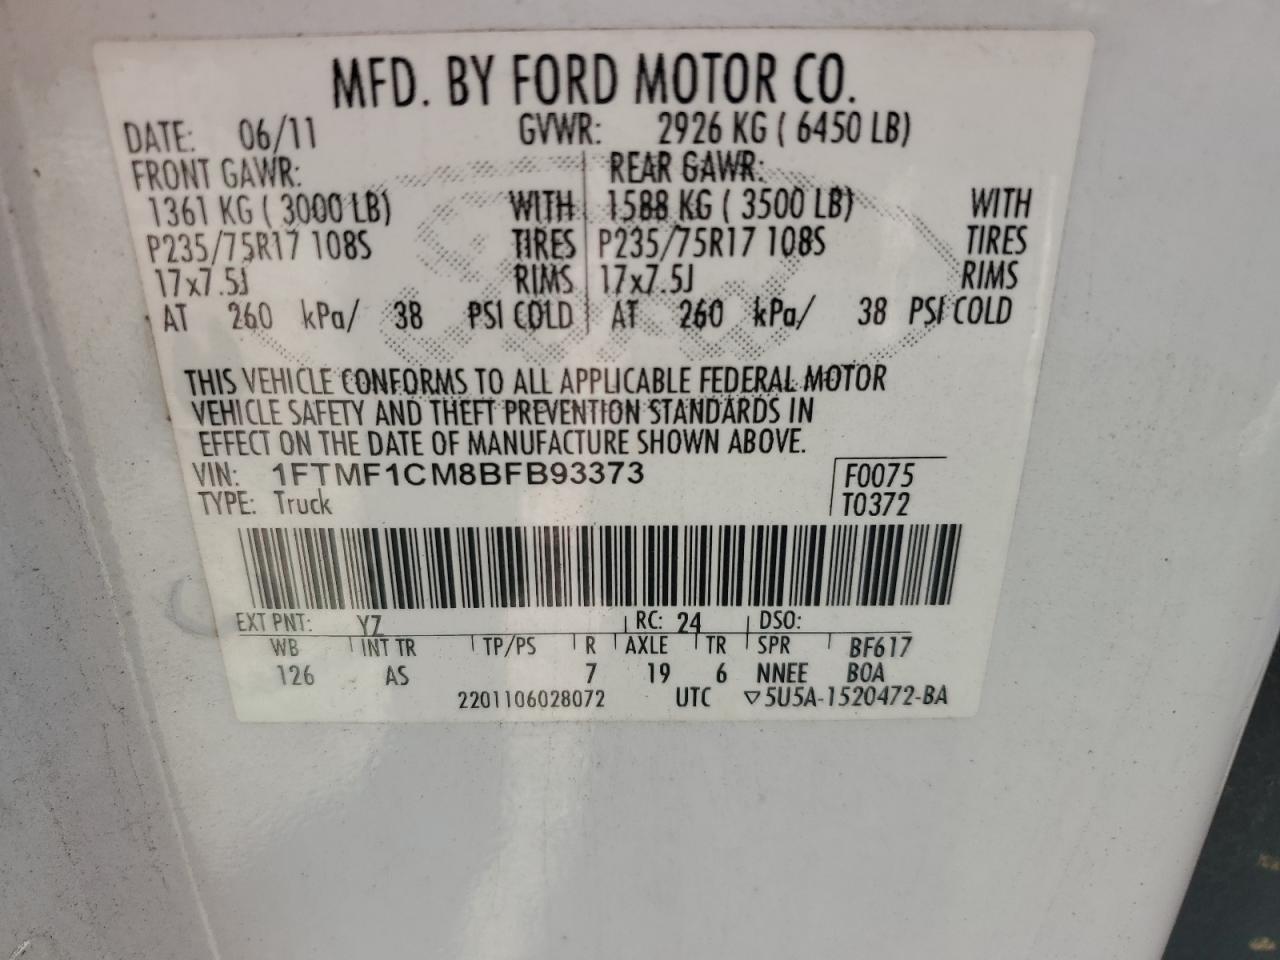 MFD. BY FORD MOTOR CO.
DATE: 06/11 GVWR: 2926 KG ( 6450 LB)
FRONT GAWR: REAR GAWR:
1361 KG ( 3000 LB) WITH 1588 KG ( 3500 LB) WITH
P235/75R17 108S TIRES P235/75R17 108S TIRES
17x7.5J RIMS 17x7.5J RIMS
AT 260 kPa/ 38 PSI COLD AT 260 kPa/ 38 PSI COLD
THIS VEHICLE CONFORMS TO ALL APPLICABLE FEDERAL MOTOR
VEHICLE SAFETY AND THEFT PREVENTION STANDARDS IN
EFFECT ON THE DATE OF MANUFACTURE SHOWN ABOVE.
VIN: 1FTMF1CM8BFB93373 F0075
TYPE: Truck T0372
EXT PNT: YZ RC: 24 DSO:
WB INT TR TP/PS R AXLE TR SPR BF617
126 AS 7 19 6 NNEE BOA
2201106028072 UTC ▽5U5A-1520472-BA